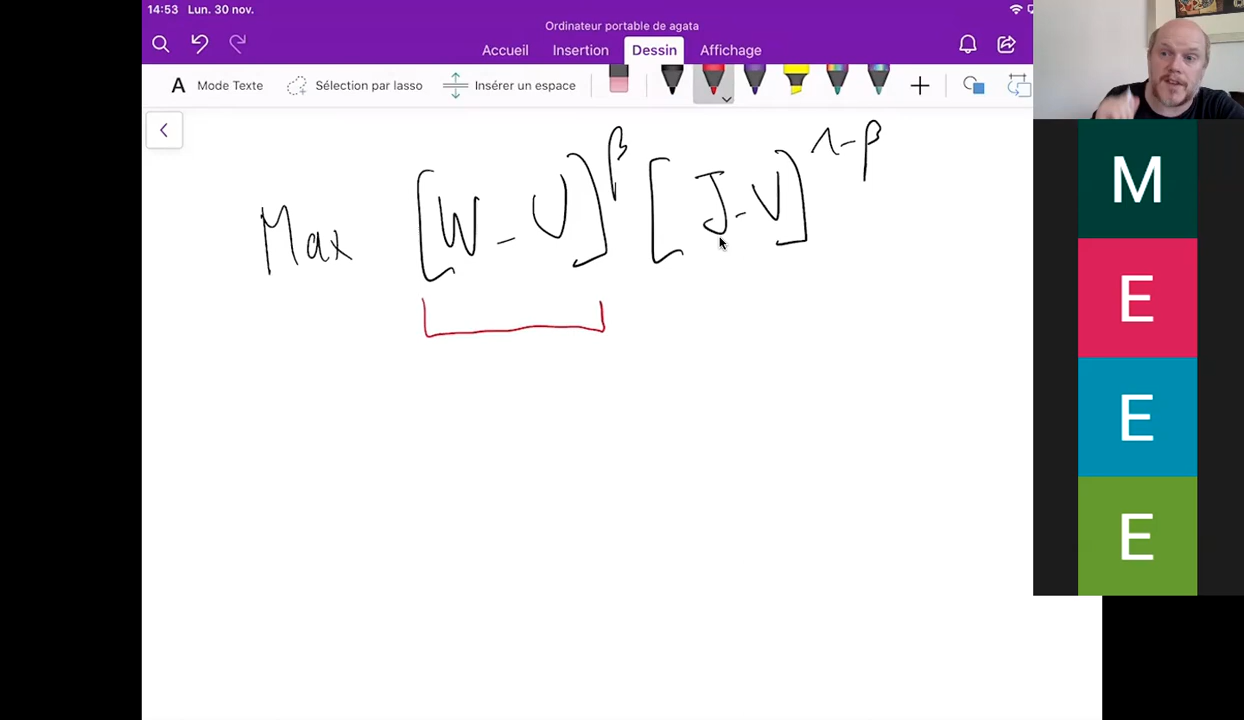 14:53 Lun. 30 nov.
Ordinateur portable de agata
Accueil Insertion Dessin Affichage
A Mode Texte Sélection par lasso Insérer un espace
Max [W - U]^β [J - V]^1-β
M
E
E
E